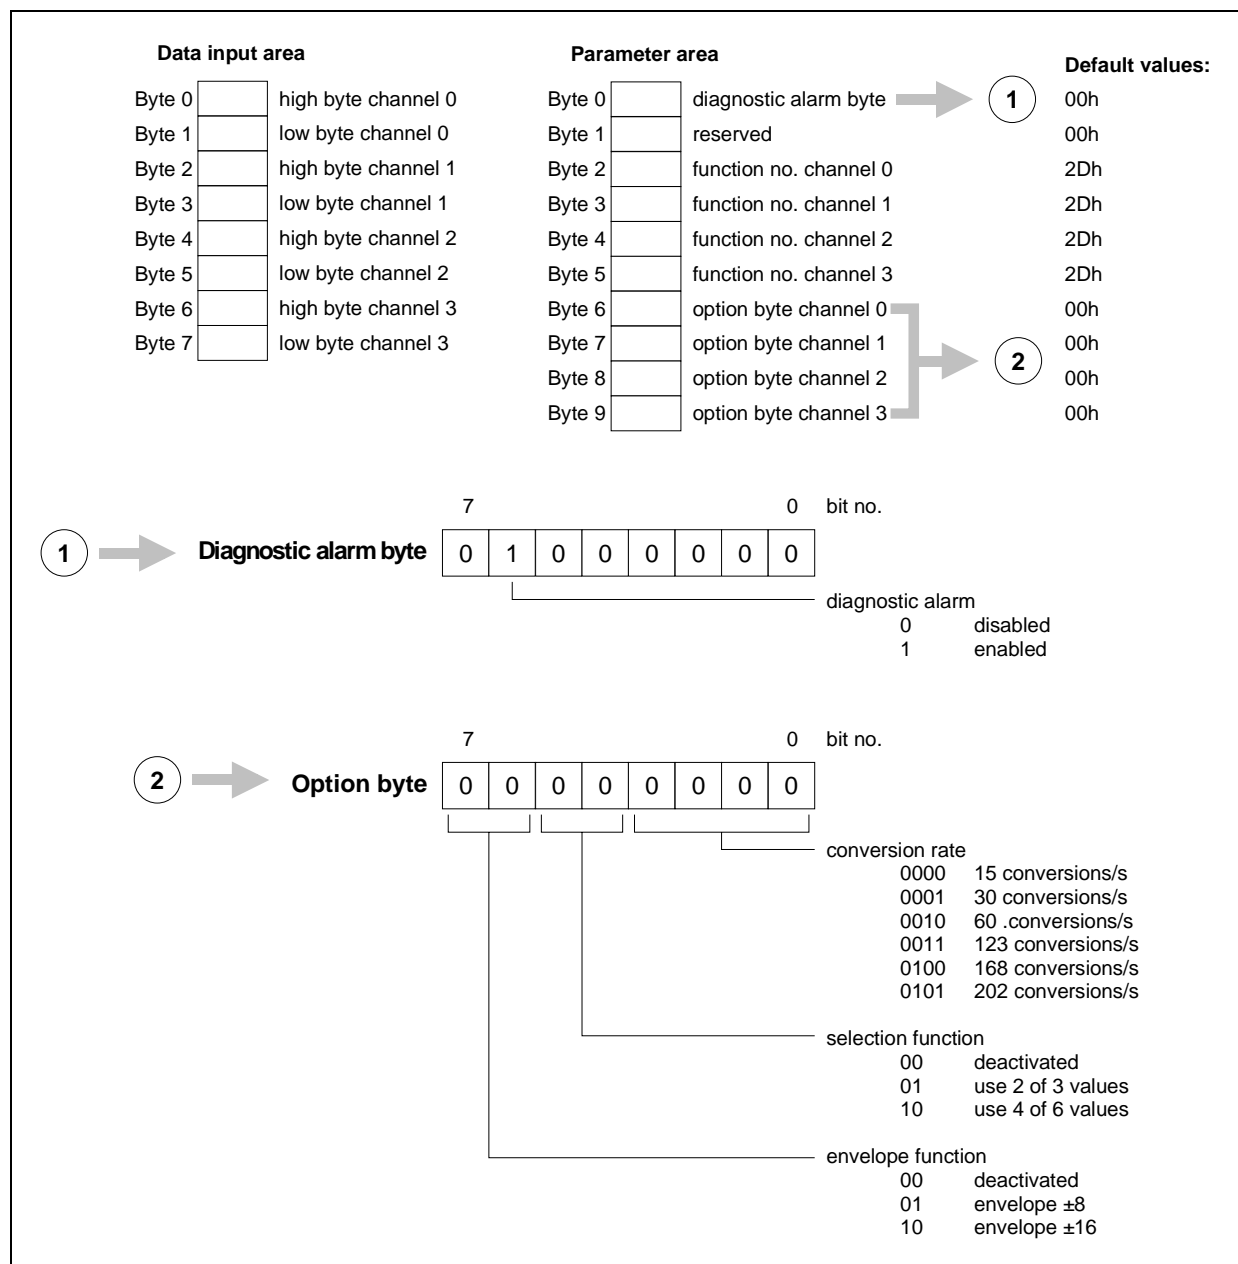 Data input area
Parameter area
Default values:
Byte 0 high byte channel 0
Byte 1 low byte channel 0
Byte 2 high byte channel 1
Byte 3 low byte channel 1
Byte 4 high byte channel 2
Byte 5 low byte channel 2
Byte 6 high byte channel 3
Byte 7 low byte channel 3
Byte 0 diagnostic alarm byte 1 00h
Byte 1 reserved 00h
Byte 2 function no. channel 0 2Dh
Byte 3 function no. channel 1 2Dh
Byte 4 function no. channel 2 2Dh
Byte 5 function no. channel 3 2Dh
Byte 6 option byte channel 0 00h
Byte 7 option byte channel 1 00h
2
Byte 8 option byte channel 2 00h
Byte 9 option byte channel 3 00h
7 0 bit no.
1 Diagnostic alarm byte 0 1 0 0 0 0 0 0
diagnostic alarm
0 disabled
1 enabled
7 0 bit no.
2 Option byte 0 0 0 0 0 0 0 0
conversion rate
0000 15 conversions/s
0001 30 conversions/s
0010 60 .conversions/s
0011 123 conversions/s
0100 168 conversions/s
0101 202 conversions/s
selection function
00 deactivated
01 use 2 of 3 values
10 use 4 of 6 values
envelope function
00 deactivated
01 envelope ±8
10 envelope ±16